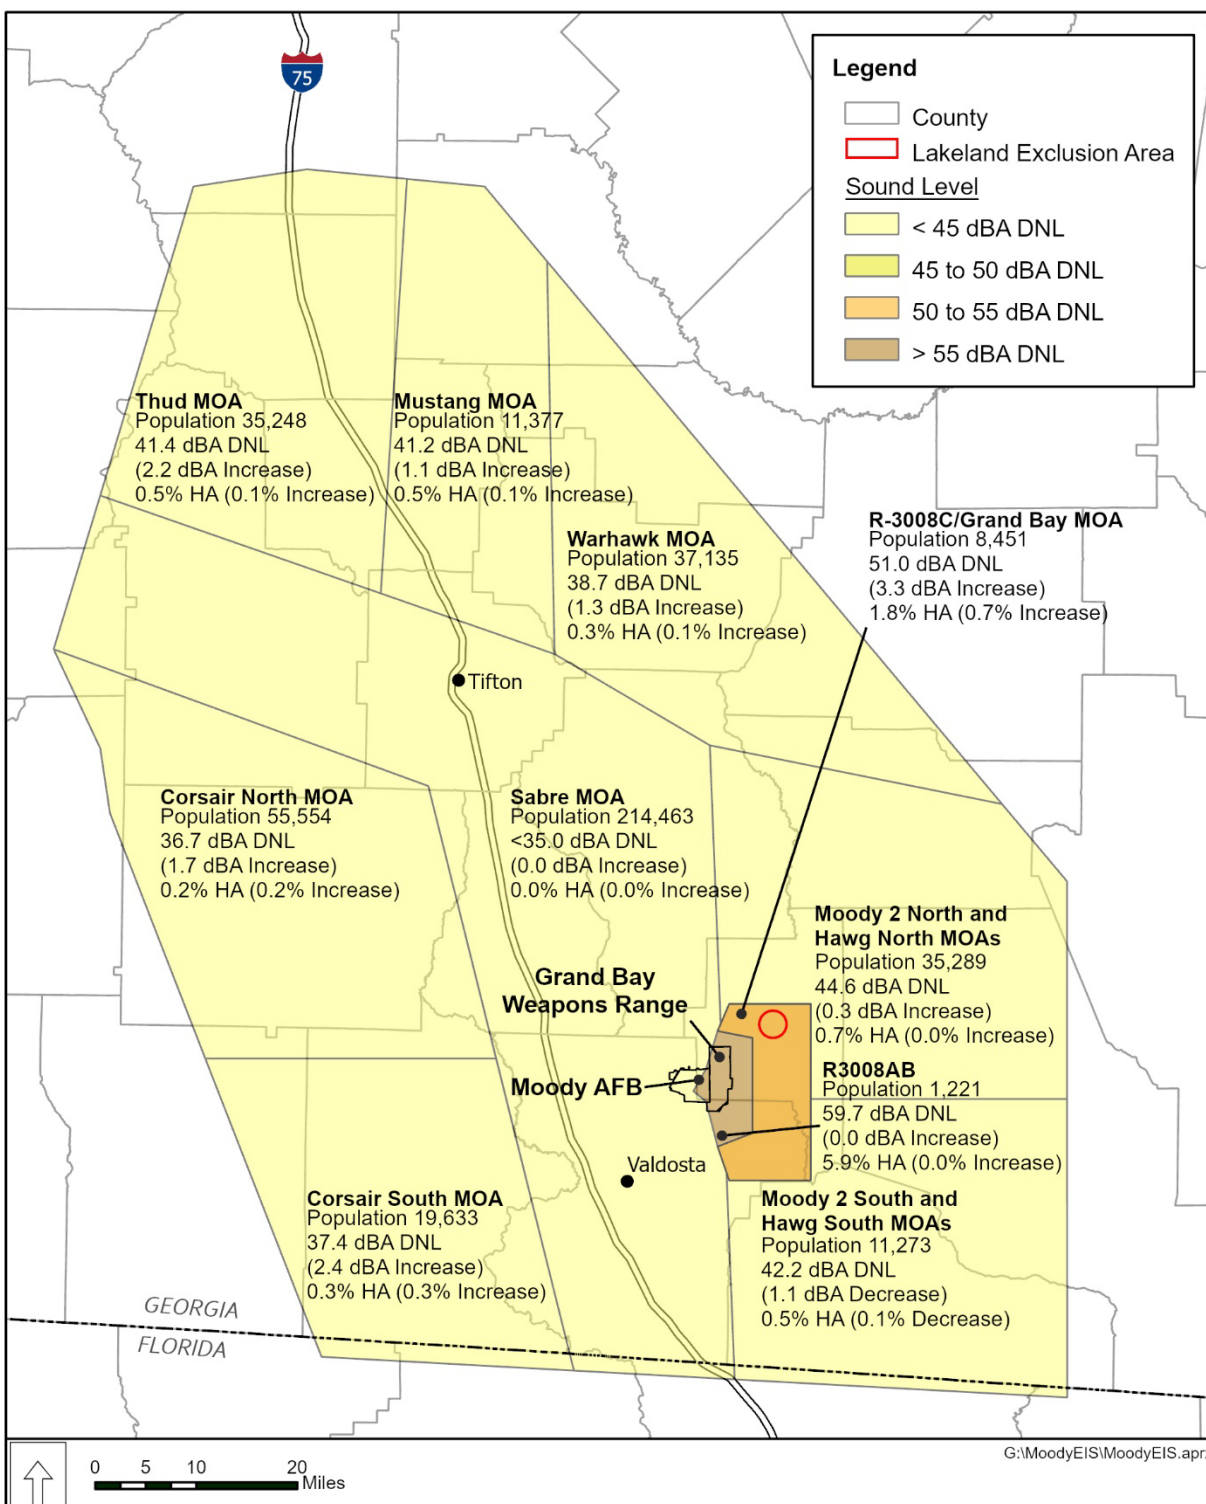 75
Legend
County
Lakeland Exclusion Area
Sound Level
< 45 dBA DNL
45 to 50 dBA DNL
50 to 55 dBA DNL
> 55 dBA DNL
Thud MOA
Population 35,248
41.4 dBA DNL
(2.2 dBA Increase)
0.5% HA (0.1% Increase)
Mustang MOA
Population 11,377
41.2 dBA DNL
(1.1 dBA Increase)
0.5% HA (0.1% Increase)
Warhawk MOA
Population 37,135
38.7 dBA DNL
(1.3 dBA Increase)
0.3% HA (0.1% Increase)
R-3008C/Grand Bay MOA
Population 8,451
51.0 dBA DNL
(3.3 dBA Increase)
1.8% HA (0.7% Increase)
Tifton
Corsair North MOA
Population 55,554
36.7 dBA DNL
(1.7 dBA Increase)
0.2% HA (0.2% Increase)
Sabre MOA
Population 214,463
<35.0 dBA DNL
(0.0 dBA Increase)
0.0% HA (0.0% Increase)
Moody 2 North and
Hawg North MOAs
Population 35,289
44.6 dBA DNL
(0.3 dBA Increase)
0.7% HA (0.0% Increase)
Grand Bay
Weapons Range
Moody AFB
R3008AB
Population 1,221
59.7 dBA DNL
(0.0 dBA Increase)
5.9% HA (0.0% Increase)
Valdosta
Corsair South MOA
Population 19,633
37.4 dBA DNL
(2.4 dBA Increase)
0.3% HA (0.3% Increase)
Moody 2 South and
Hawg South MOAs
Population 11,273
42.2 dBA DNL
(1.1 dBA Decrease)
0.5% HA (0.1% Decrease)
GEORGIA
FLORIDA
G:\MoodyEIS\MoodyEIS.apr
0 5 10 20
Miles